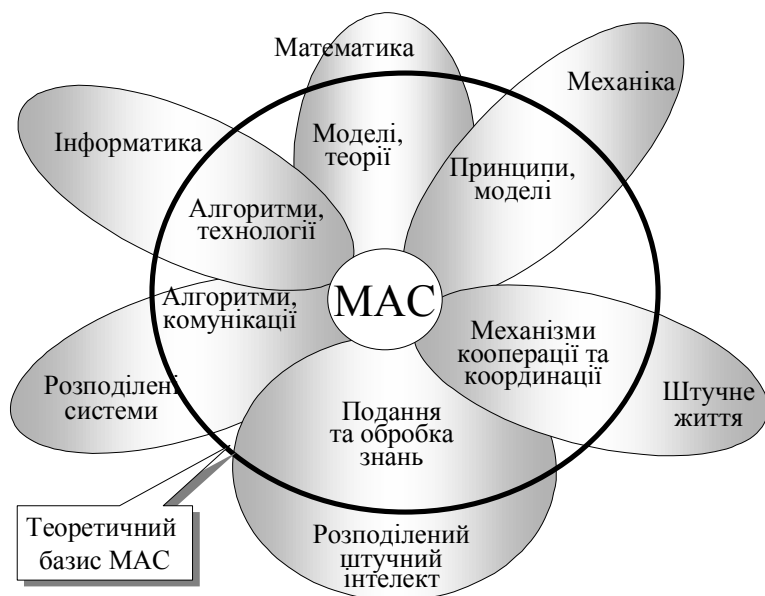 Математика
Механіка
Інформатика
Моделі,
теорії
Принципи,
моделі
Алгоритми,
технології
Алгоритми,
комунікації
МАС
Механізми
кооперації та
координації
Розподілені
системи
Штучне
життя
Подання
та обробка
знань
Теоретичний
базис МАС
Розподілений
штучний
інтелект